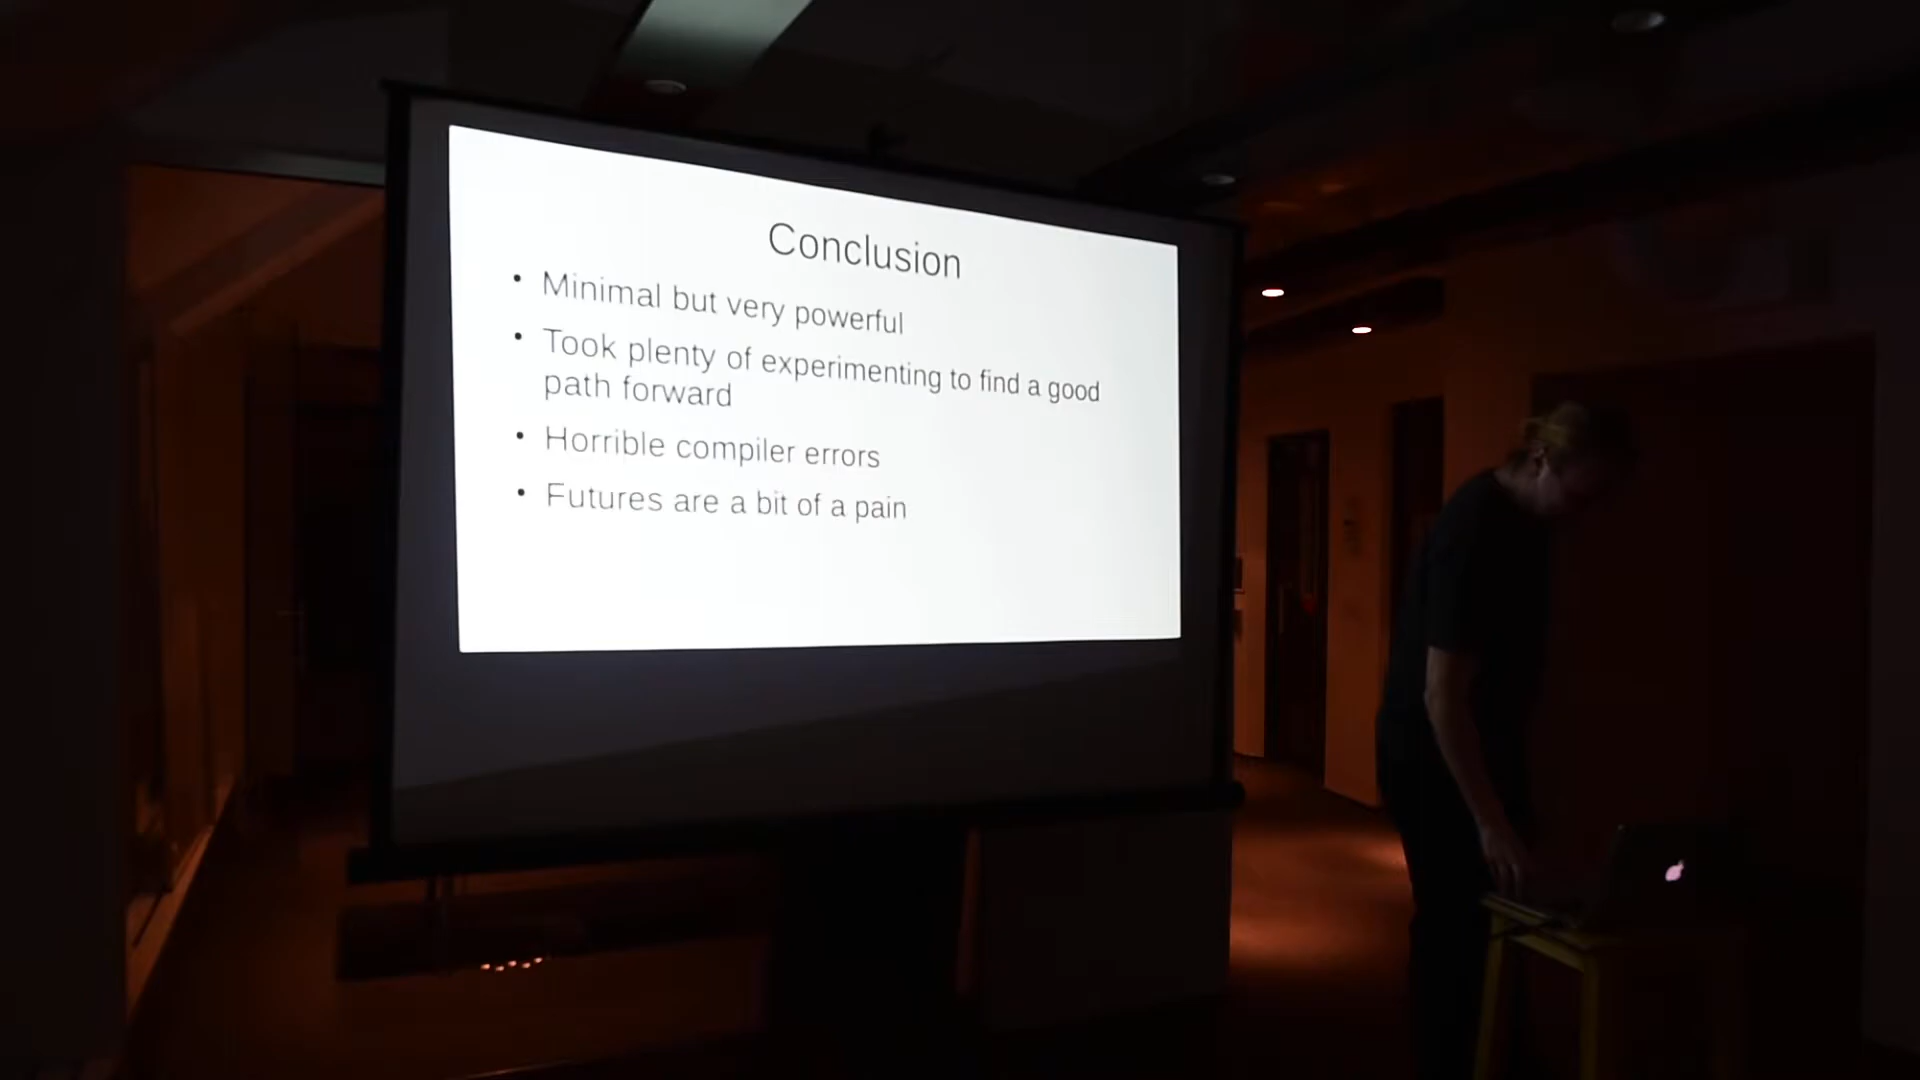 Conclusion
• Minimal but very powerful
• Took plenty of experimenting to find a good
path forward
• Horrible compiler errors
• Futures are a bit of a pain